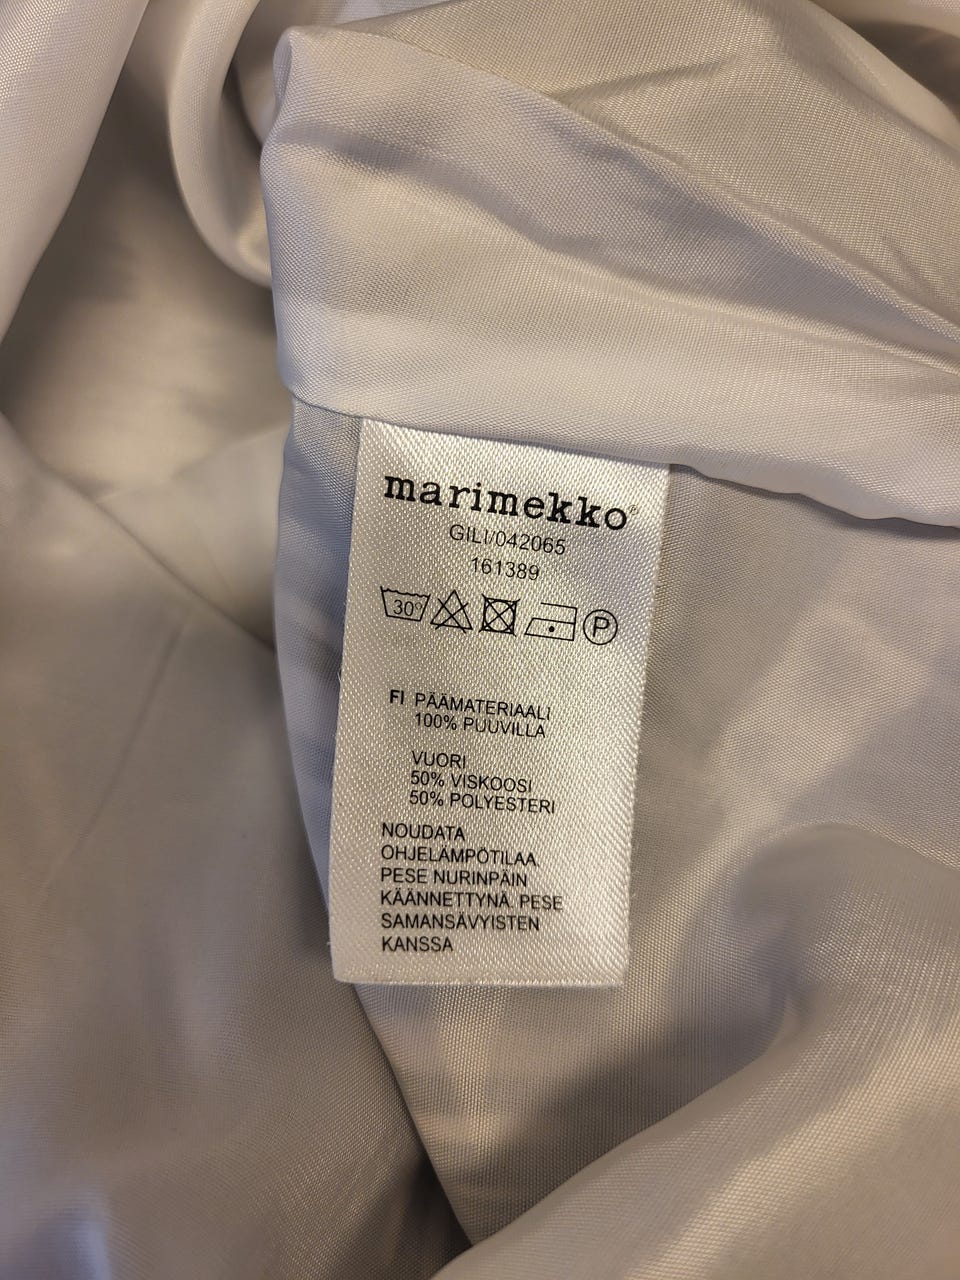 marimekko®
GILI/042065
161389
30° P
FI PÄÄMATERIAALI
100% PUUVILLA
VUORI
50% VISKOOSI
50% POLYESTERI
NOUDATA
OHJELÄMPÖTILAA.
PESE NURINPÄIN
KÄÄNNETTYNÄ. PESE
SAMANSÄVYISTEN
KANSSA